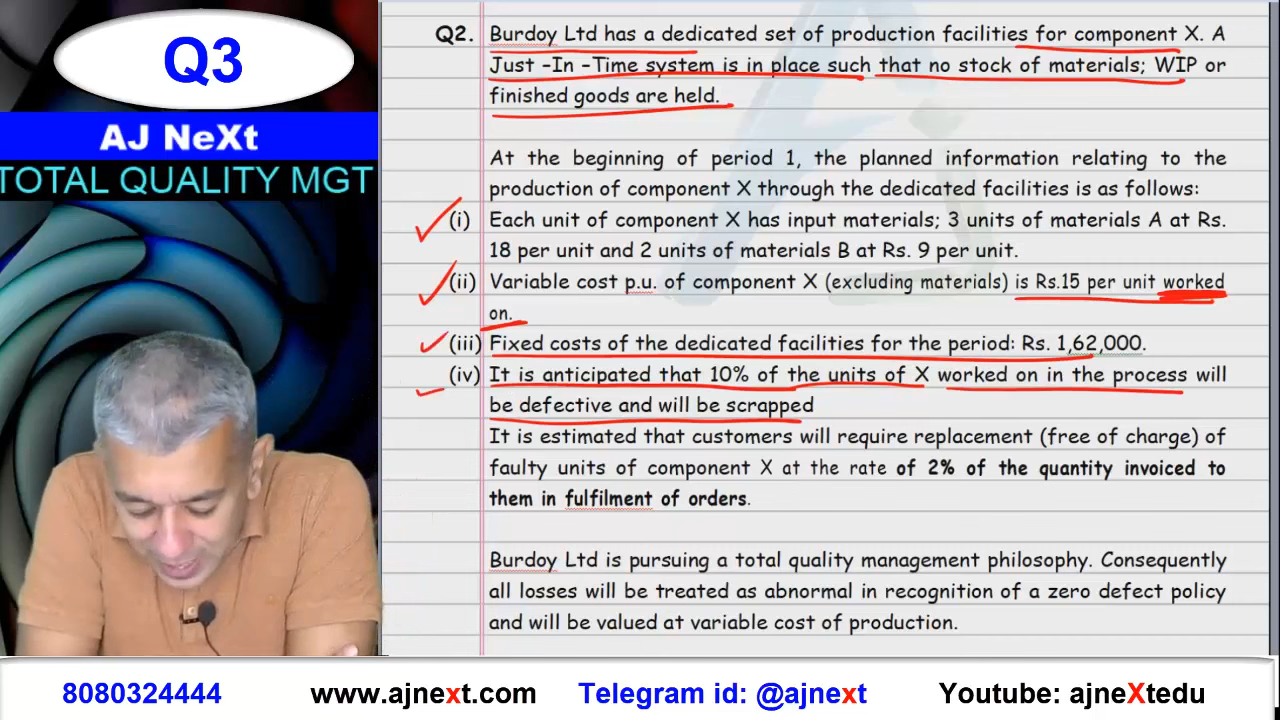 Q3
AJ NeXt
TOTAL QUALITY MGT
Q2. Burdoy Ltd has a dedicated set of production facilities for component X. A
Just –In –Time system is in place such that no stock of materials; WIP or
finished goods are held.
At the beginning of period 1, the planned information relating to the
production of component X through the dedicated facilities is as follows:
(i) Each unit of component X has input materials; 3 units of materials A at Rs.
18 per unit and 2 units of materials B at Rs. 9 per unit.
(ii) Variable cost p.u. of component X (excluding materials) is Rs.15 per unit worked
on.
(iii) Fixed costs of the dedicated facilities for the period: Rs. 1,62,000.
(iv) It is anticipated that 10% of the units of X worked on in the process will
be defective and will be scrapped
It is estimated that customers will require replacement (free of charge) of
faulty units of component X at the rate of 2% of the quantity invoiced to
them in fulfilment of orders.
Burdoy Ltd is pursuing a total quality management philosophy. Consequently
all losses will be treated as abnormal in recognition of a zero defect policy
and will be valued at variable cost of production.
8080324444 www.ajnext.com Telegram id: @ajnext Youtube: ajneXtedu